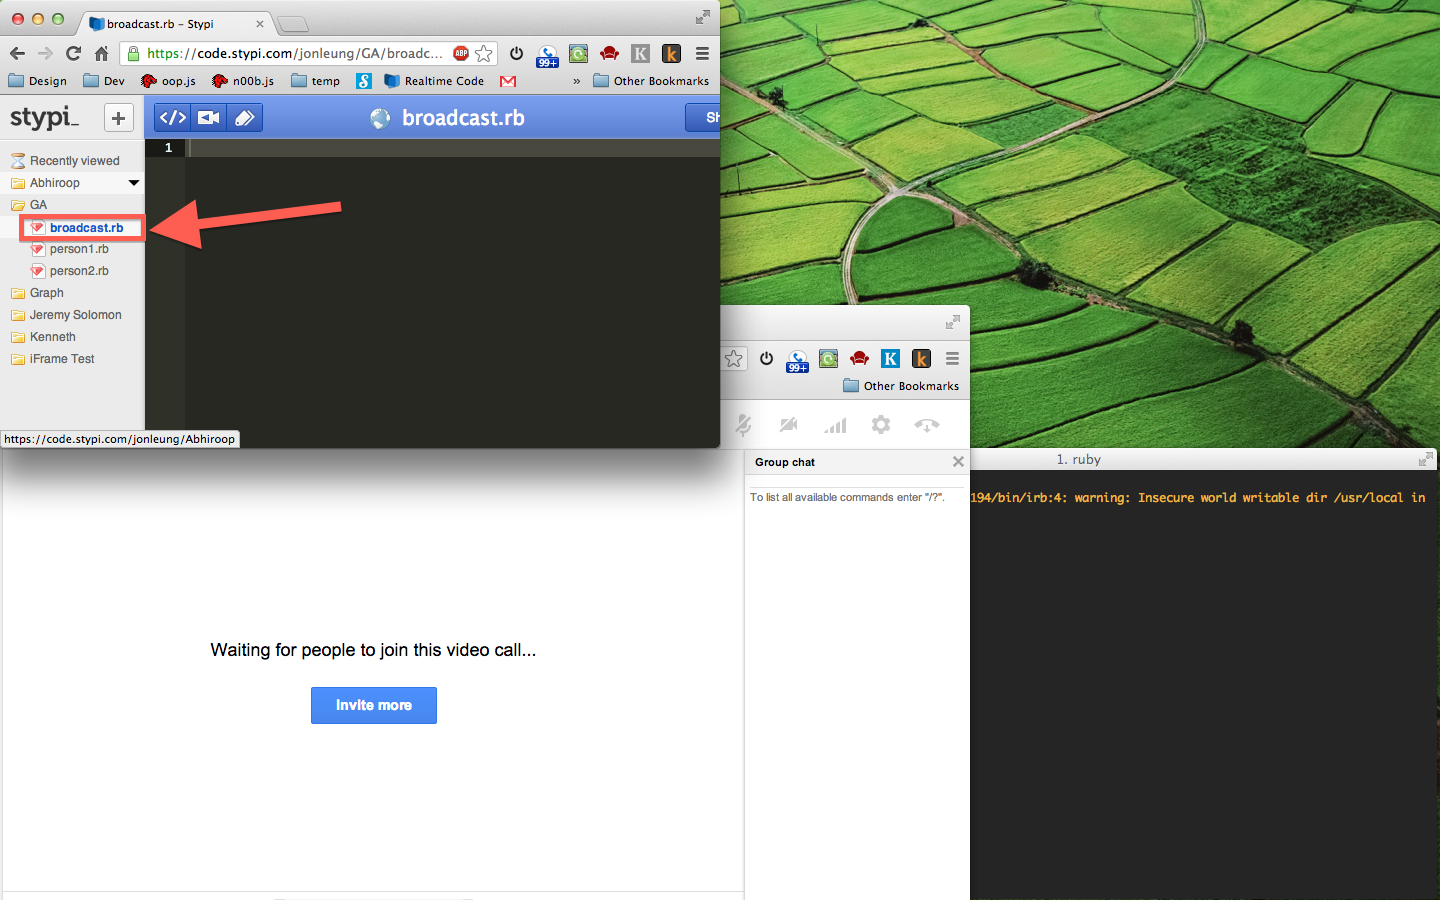 broadcast.rb – Stypi
https://code.stypi.com/jonleung/GA/broadc...
ABP
99+
K
k
Design
Dev
oop.js
n00b.js
temp
S
Realtime Code
»
Other Bookmarks
stypi_
+
</>
broadcast.rb
Sh
Recently viewed
1
Abhiroop
GA
broadcast.rb
person1.rb
person2.rb
Graph
Jeremy Solomon
Kenneth
iFrame Test
https://code.stypi.com/jonleung/Abhiroop
99+
K
k
Other Bookmarks
Group chat
To list all available commands enter "/?".
Waiting for people to join this video call...
Invite more
1. ruby
194/bin/irb:4: warning: Insecure world writable dir /usr/local in